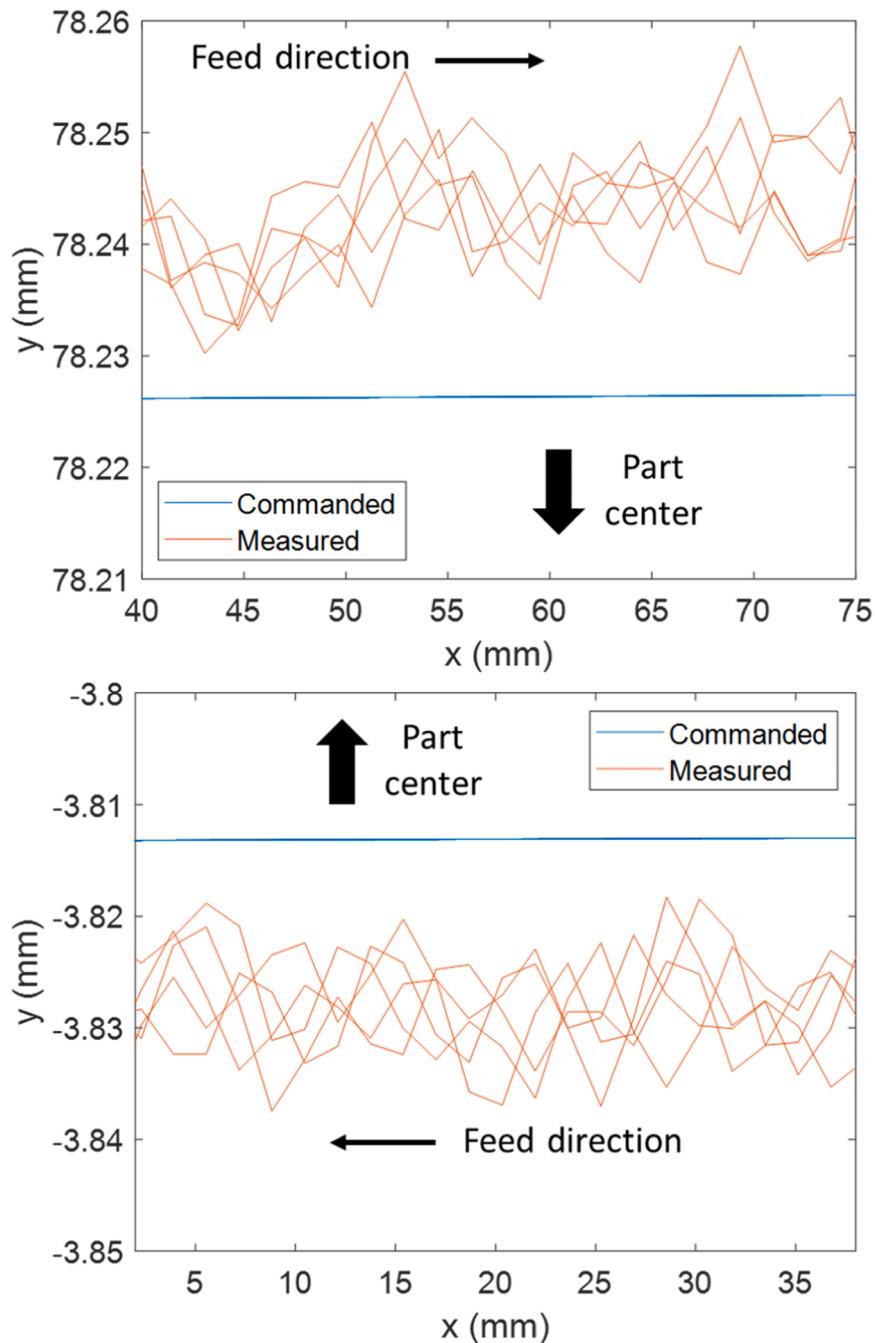 78.26
Feed direction
78.25
78.24
y (mm)
78.23
78.22
Part
center
Commanded
Measured
78.21
40 45 50 55 60 65 70 75
x (mm)
-3.8
Part
center
Commanded
Measured
-3.81
-3.82
y (mm)
-3.83
-3.84
Feed direction
-3.85
5 10 15 20 25 30 35
x (mm)